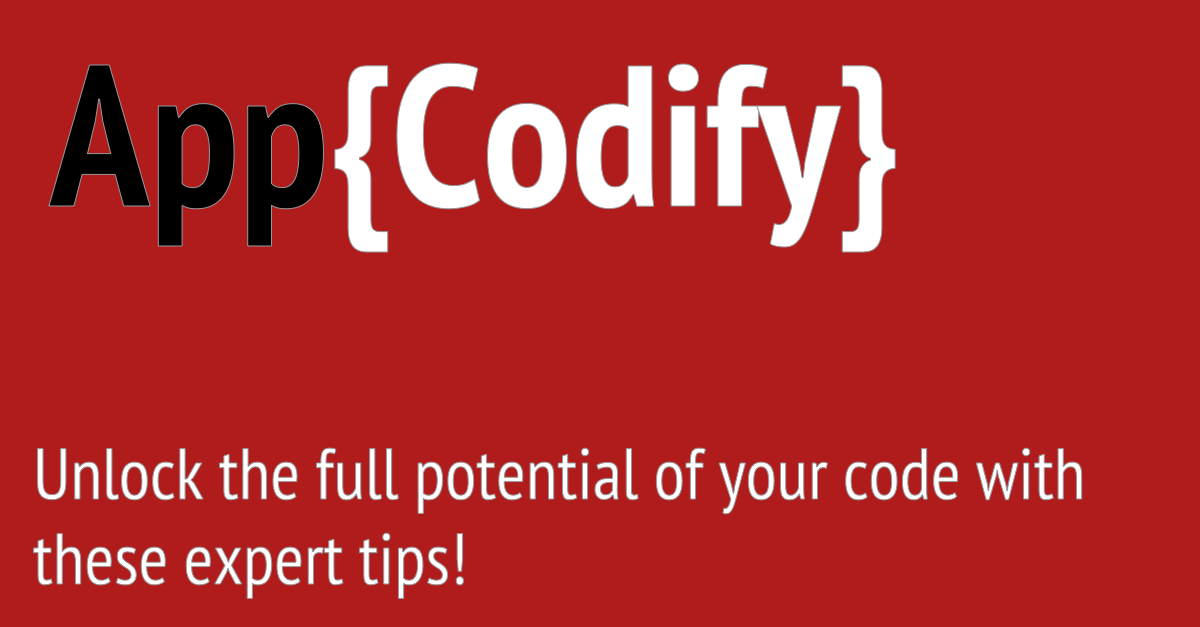 App{Codify}
Unlock the full potential of your code with
these expert tips!